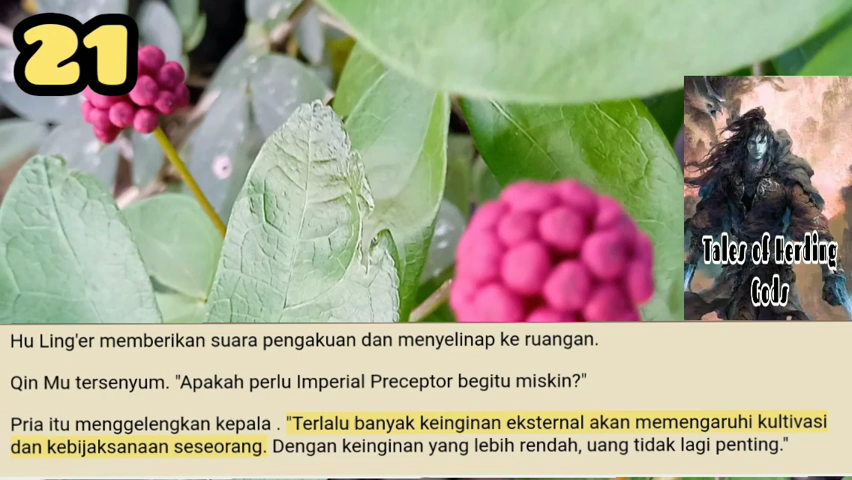 21
Tales of Herding
Gods
Hu Ling'er memberikan suara pengakuan dan menyelinap ke ruangan.
Qin Mu tersenyum. "Apakah perlu Imperial Preceptor begitu miskin?"
Pria itu menggelengkan kepala . "Terlalu banyak keinginan eksternal akan memengaruhi kultivasi
dan kebijaksanaan seseorang. Dengan keinginan yang lebih rendah, uang tidak lagi penting."